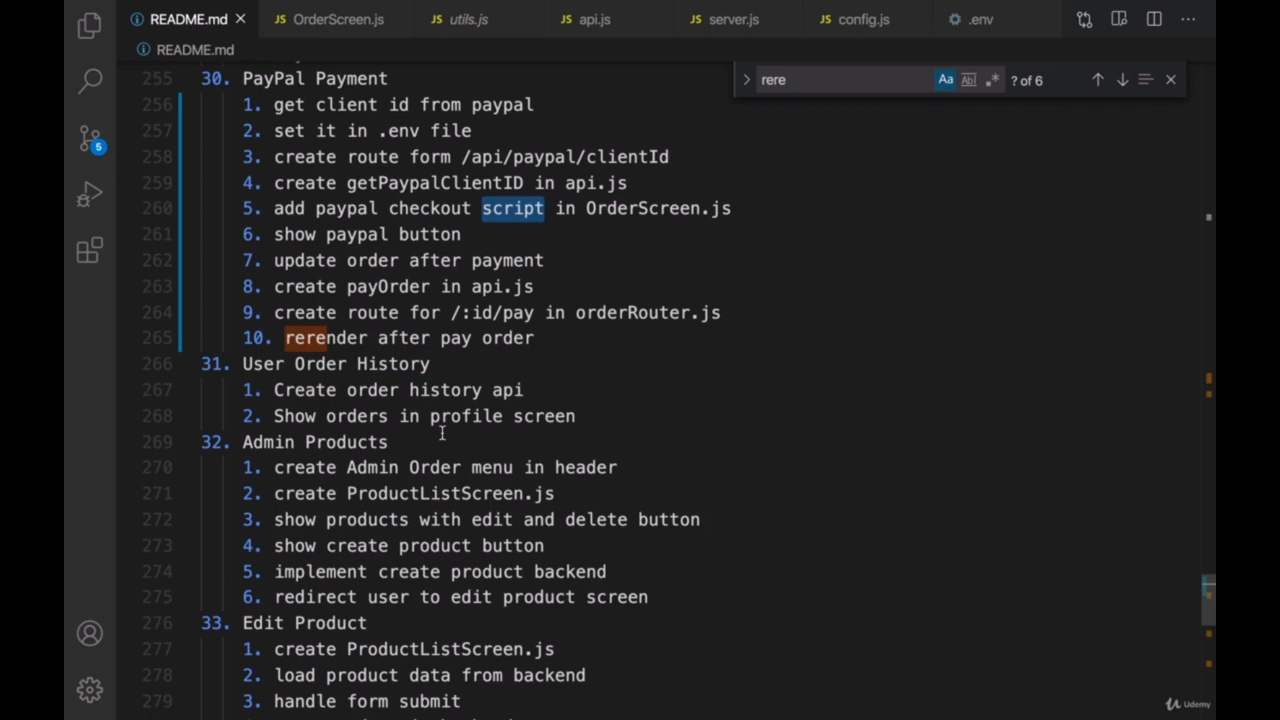 README.md
JS OrderScreen.js
JS utils.js
JS api.js
JS server.js
JS config.js
.env
README.md
rere
Aa
Abl
.*
? of 6
255 30. PayPal Payment
256 1. get client id from paypal
257 2. set it in .env file
258 3. create route form /api/paypal/clientId
259 4. create getPaypalClientID in api.js
260 5. add paypal checkout script in OrderScreen.js
261 6. show paypal button
262 7. update order after payment
263 8. create payOrder in api.js
264 9. create route for /:id/pay in orderRouter.js
265 10. rerender after pay order
266 31. User Order History
267 1. Create order history api
268 2. Show orders in profile screen
269 32. Admin Products
270 1. create Admin Order menu in header
271 2. create ProductListScreen.js
272 3. show products with edit and delete button
273 4. show create product button
274 5. implement create product backend
275 6. redirect user to edit product screen
276 33. Edit Product
277 1. create ProductListScreen.js
278 2. load product data from backend
279 3. handle form submit
5
Udemy